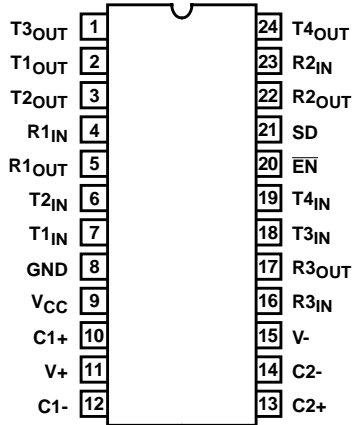 T3OUT 1 24 T4OUT
T1OUT 2 23 R2IN
T2OUT 3 22 R2OUT
R1IN 4 21 SD
R1OUT 5 20 E̅N̅
T2IN 6 19 T4IN
T1IN 7 18 T3IN
GND 8 17 R3OUT
VCC 9 16 R3IN
C1+ 10 15 V-
V+ 11 14 C2-
C1- 12 13 C2+